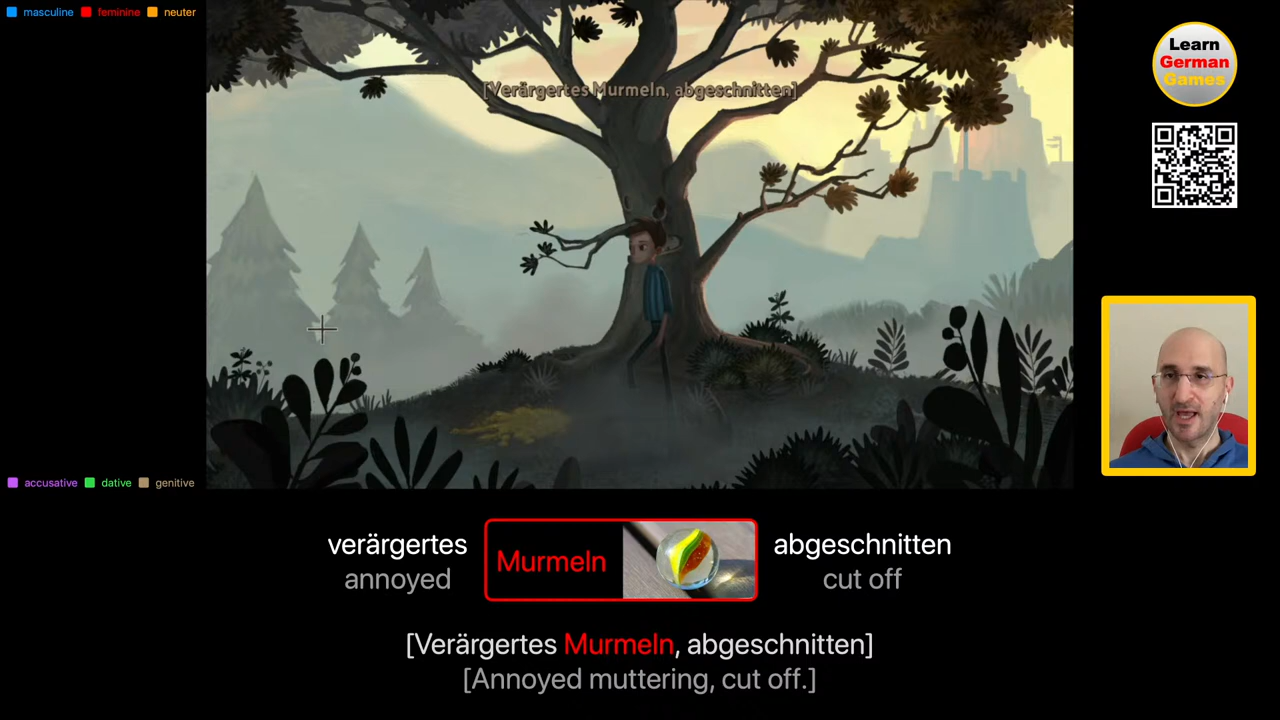 masculine feminine neuter
[Verärgertes Murmeln, abgeschnitten]
Learn
German
Games
accusative dative genitive
verärgertes Murmeln abgeschnitten
annoyed cut off
[Verärgertes Murmeln, abgeschnitten]
[Annoyed muttering, cut off.]